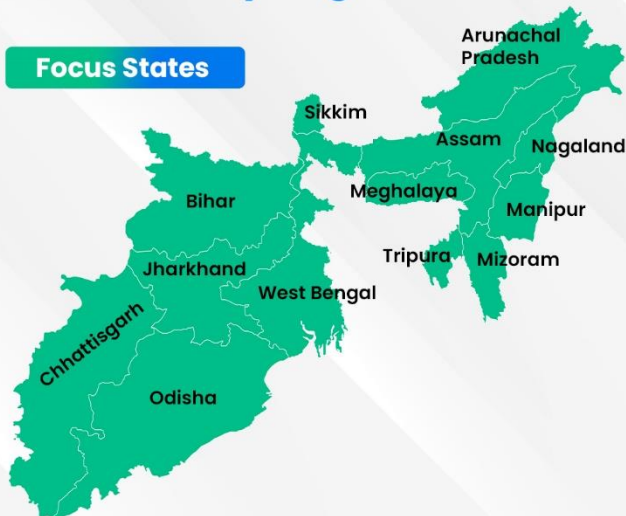 Focus States
Arunachal
Pradesh
Sikkim
Assam
Nagaland
Meghalaya
Bihar
Manipur
Tripura
Mizoram
Jharkhand
West Bengal
Chhattisgarh
Odisha